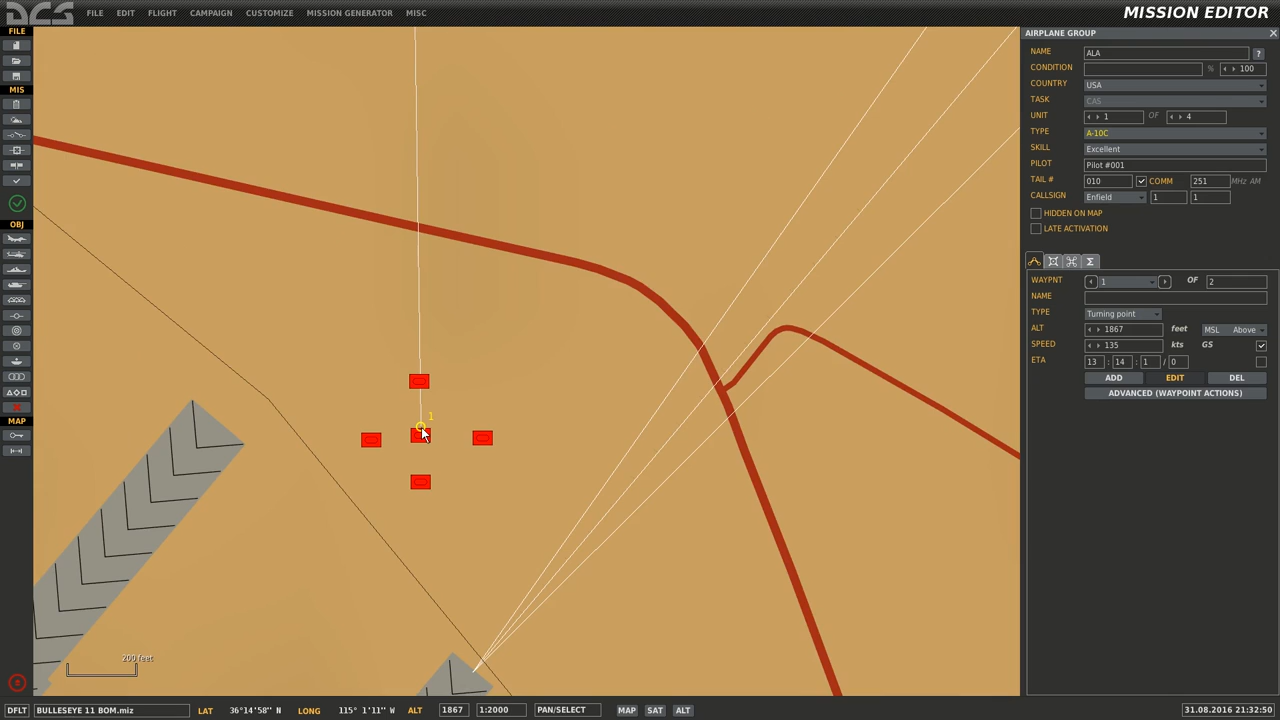 DCS FILE EDIT FLIGHT CAMPAIGN CUSTOMIZE MISSION GENERATOR MISC MISSION EDITOR
FILE
MIS
OBJ
MAP
1
200 feet
AIRPLANE GROUP X
NAME ALA ?
CONDITION % 100
COUNTRY USA
TASK CAS
UNIT 1 OF 4
TYPE A-10C
SKILL Excellent
PILOT Pilot #001
TAIL # 010 COMM 251 MHz AM
CALLSIGN Enfield 1 1
HIDDEN ON MAP
LATE ACTIVATION
Σ
WAYPNT 1 OF 2
NAME
TYPE Turning point
ALT 1867 feet MSL Above
SPEED 135 kts GS
ETA 13 : 14 : 1 / 0
ADD EDIT DEL
ADVANCED (WAYPOINT ACTIONS)
DFLT BULLESEYE 11 BOM.miz LAT 36°14'58'' N LONG 115° 1'11'' W ALT 1867 1:2000 PAN/SELECT MAP SAT ALT 31.08.2016 21:32:50